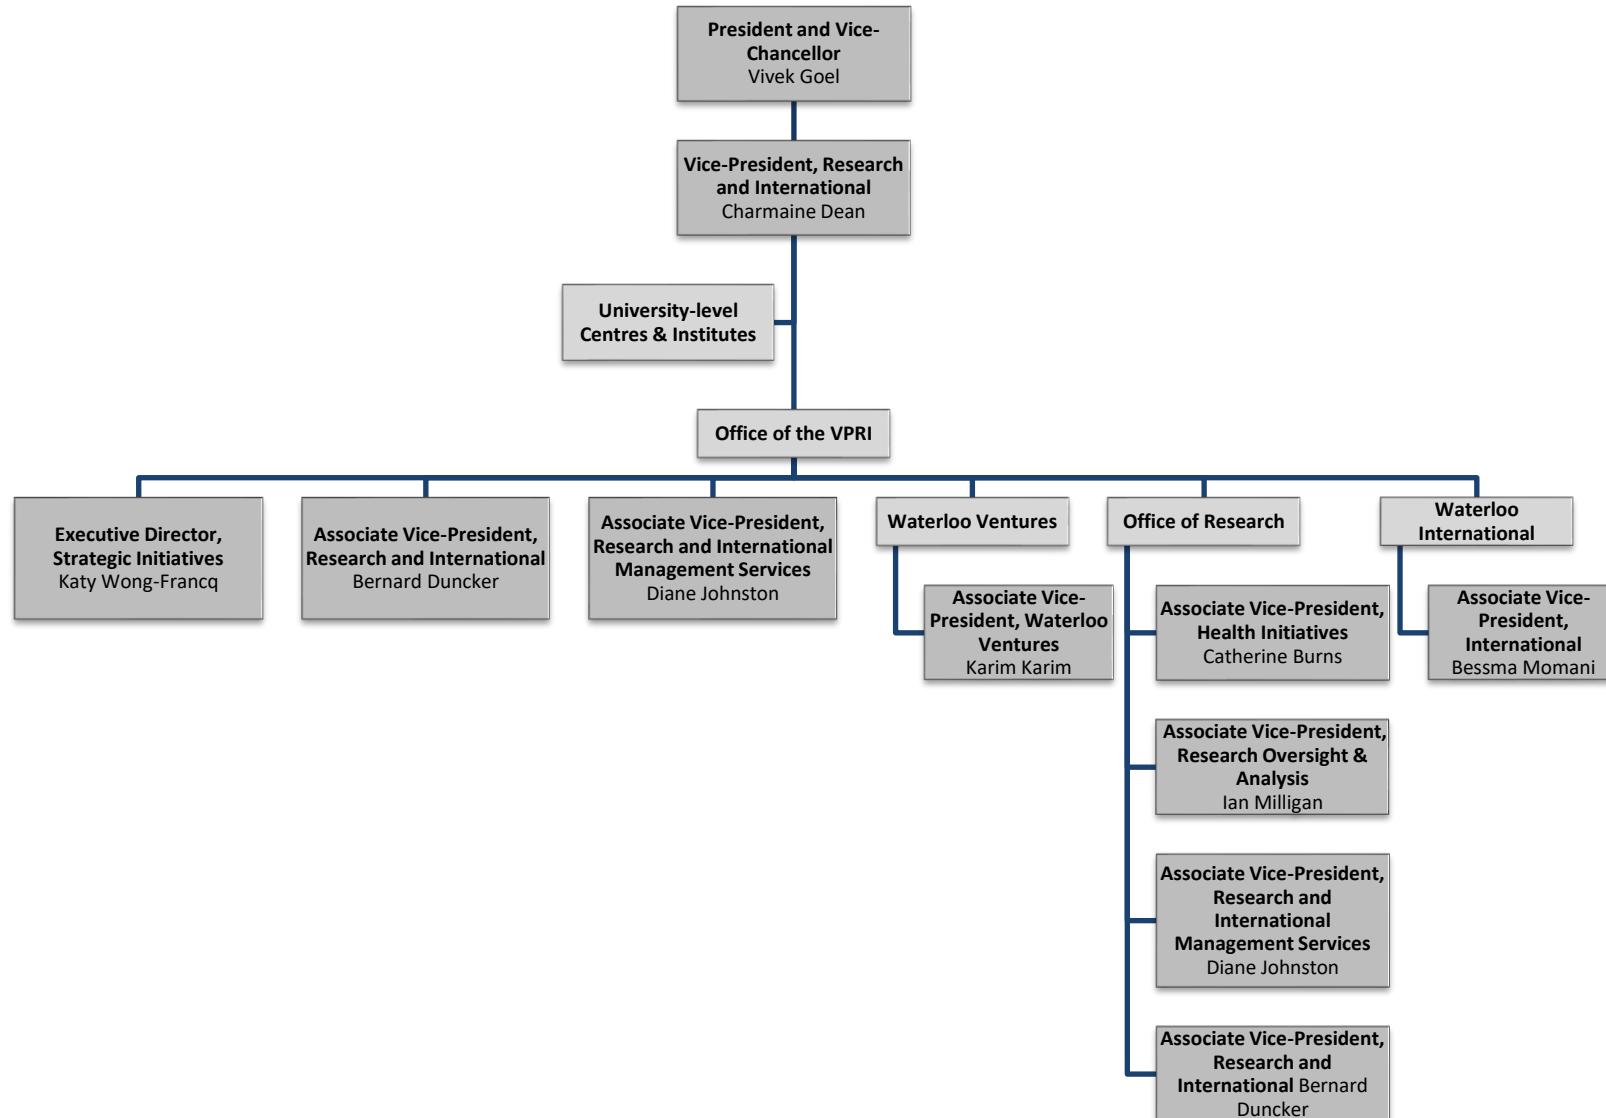 President and Vice-
Chancellor
Vivek Goel
Vice-President, Research
and International
Charmaine Dean
University-level
Centres & Institutes
Office of the VPRI
Executive Director,
Strategic Initiatives
Katy Wong-Francq
Associate Vice-President,
Research and International
Bernard Duncker
Associate Vice-President,
Research and International
Management Services
Diane Johnston
Waterloo Ventures
Associate Vice-
President, Waterloo
Ventures
Karim Karim
Office of Research
Associate Vice-President,
Health Initiatives
Catherine Burns
Associate Vice-President,
Research Oversight &
Analysis
Ian Milligan
Associate Vice-President,
Research and
International
Management Services
Diane Johnston
Associate Vice-President,
Research and
International Bernard
Duncker
Waterloo
International
Associate Vice-
President,
International
Bessma Momani